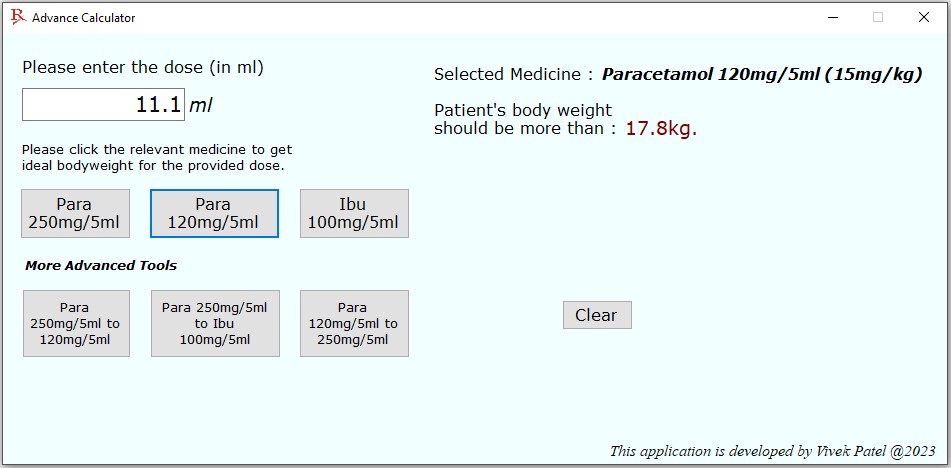 Advance Calculator
Please enter the dose (in ml)
11.1 ml
Please click the relevant medicine to get
ideal bodyweight for the provided dose.
Para
250mg/5ml
Para
120mg/5ml
Ibu
100mg/5ml
More Advanced Tools
Para
250mg/5ml to
120mg/5ml
Para 250mg/5ml
to Ibu
100mg/5ml
Para
120mg/5ml to
250mg/5ml
Selected Medicine : Paracetamol 120mg/5ml (15mg/kg)
Patient's body weight
should be more than : 17.8kg.
Clear
This application is developed by Vivek Patel @2023